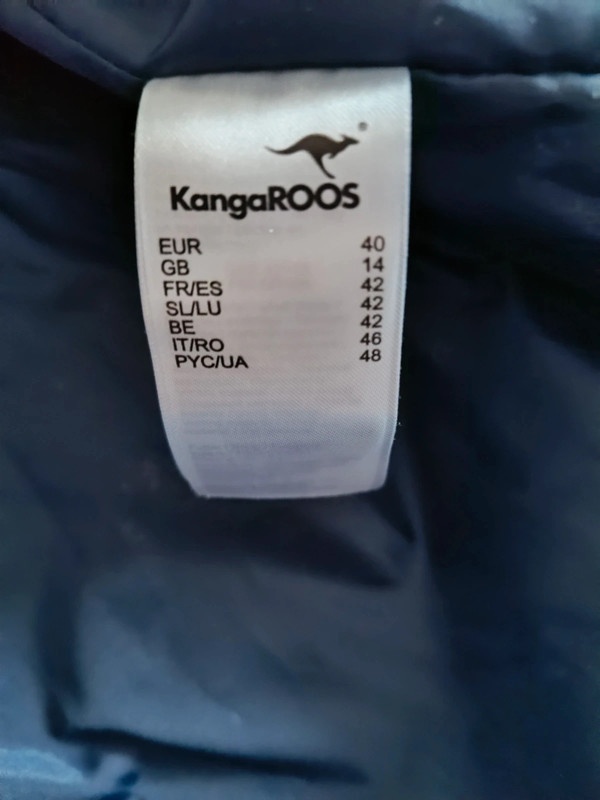 ®
KangaROOS
EUR 40
GB 14
FR/ES 42
SL/LU 42
BE 42
IT/RO 46
PYC/UA 48